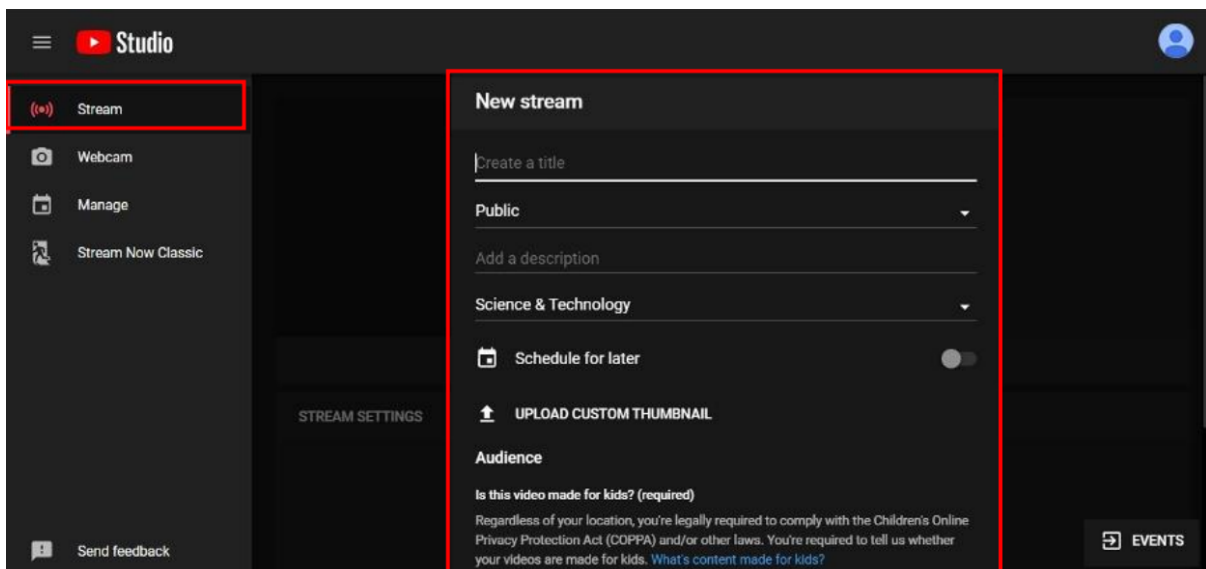 Studio
Stream
Webcam
Manage
Stream Now Classic
Send feedback
STREAM SETTINGS
New stream
Create a title
Public
Add a description
Science & Technology
Schedule for later
UPLOAD CUSTOM THUMBNAIL
Audience
Is this video made for kids? (required)
Regardless of your location, you're legally required to comply with the Children's Online
Privacy Protection Act (COPPA) and/or other laws. You're required to tell us whether
your videos are made for kids. What's content made for kids?
EVENTS